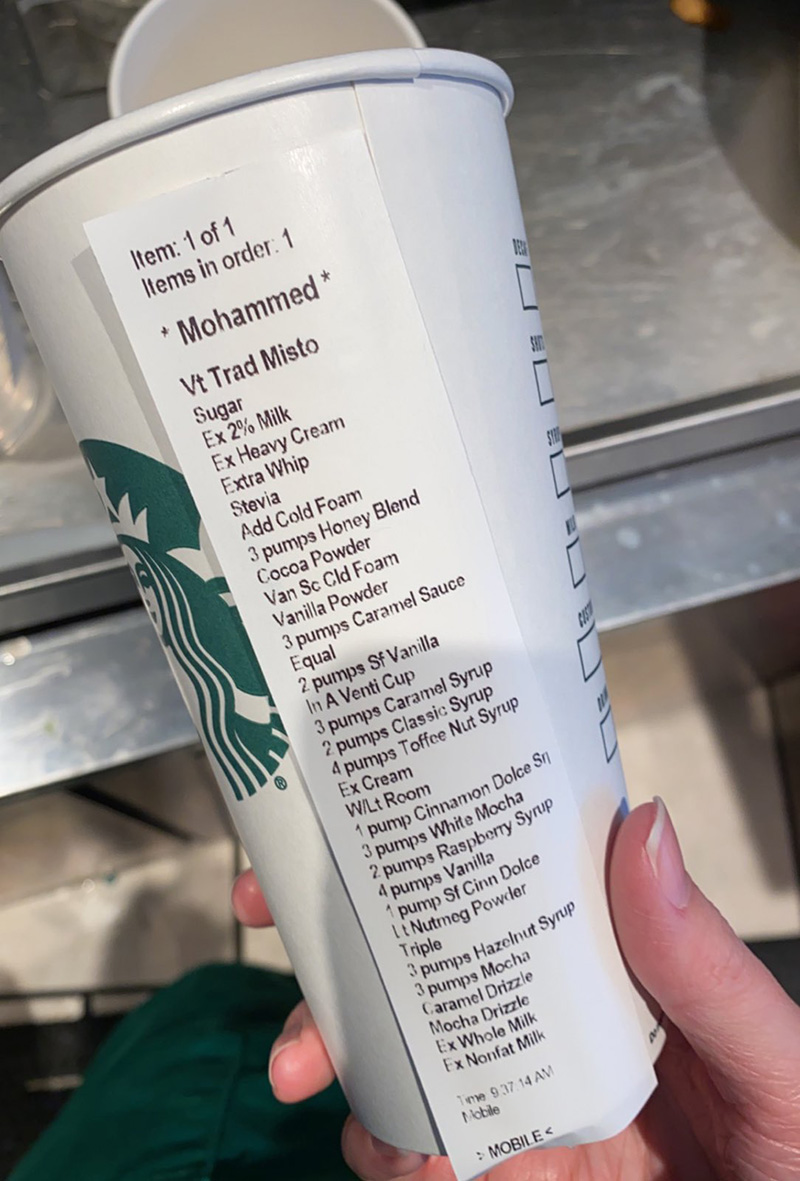 Item: 1 of 1
Items in order: 1
* Mohammed *
Vt Trad Misto
Sugar
Ex 2% Milk
Ex Heavy Cream
Extra Whip
Stevia
Add Cold Foam
3 pumps Honey Blend
Cocoa Powder
Van Sc Cld Foam
Vanilla Powder
3 pumps Caramel Sauce
Equal
2 pumps Sf Vanilla
In A Venti Cup
3 pumps Caramel Syrup
2 pumps Classic Syrup
4 pumps Toffee Nut Syrup
Ex Cream
W/Lt Room
1 pump Cinnamon Dolce
3 pumps White Mocha
2 pumps Raspberry Syrup
4 pumps Vanilla
1 pump Sf Cinn Dolce
Lt Nutmeg Powder
Triple
3 pumps Hazelnut Syrup
3 pumps Mocha
Caramel Drizzle
Mocha Drizzle
Ex Whole Milk
Ex Nonfat Milk
Time 9:37:14 AM
Mobile
> MOBILE <